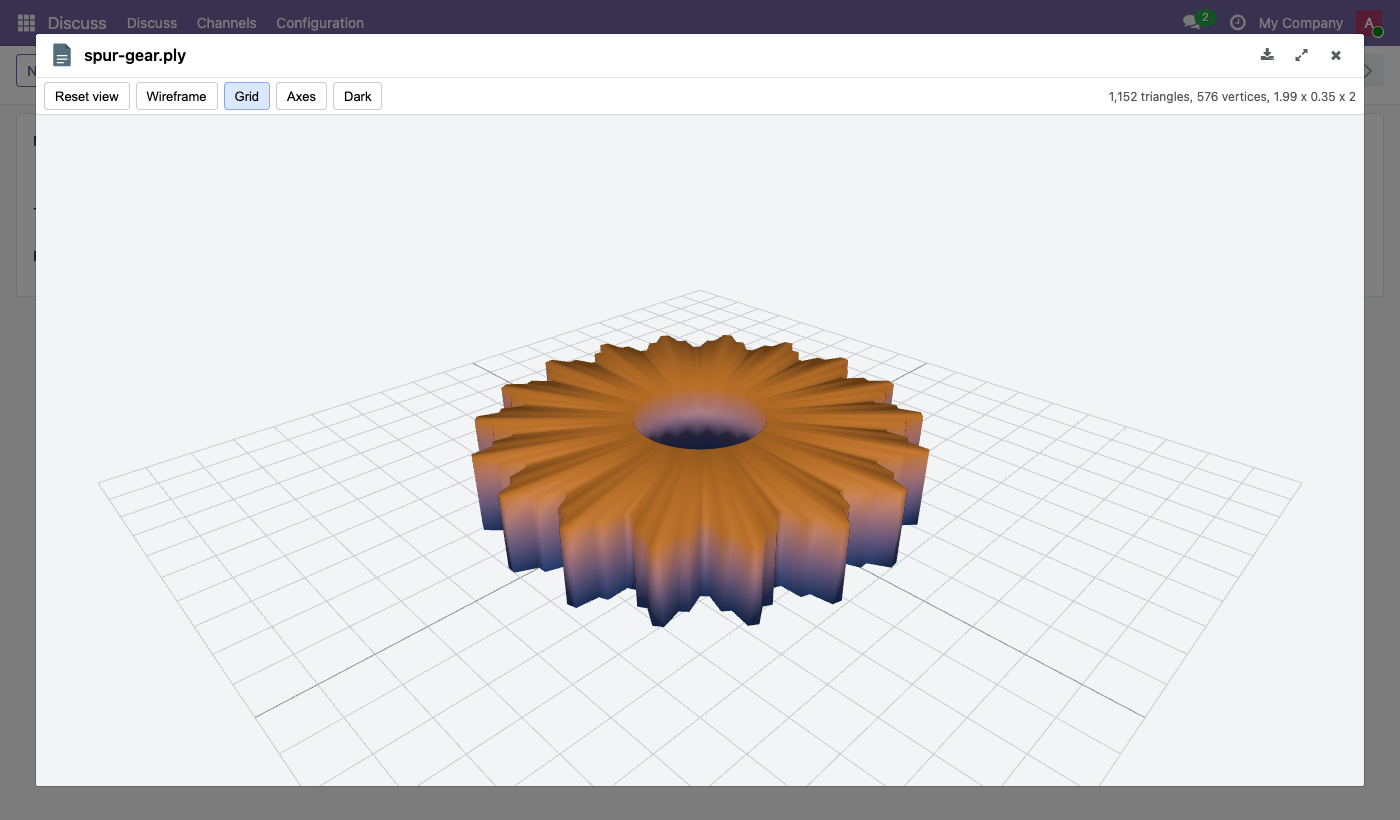 Discuss Discuss Channels Configuration 2 My Company A
spur-gear.ply
Reset view Wireframe Grid Axes Dark 1,152 triangles, 576 vertices, 1.99 x 0.35 x 2